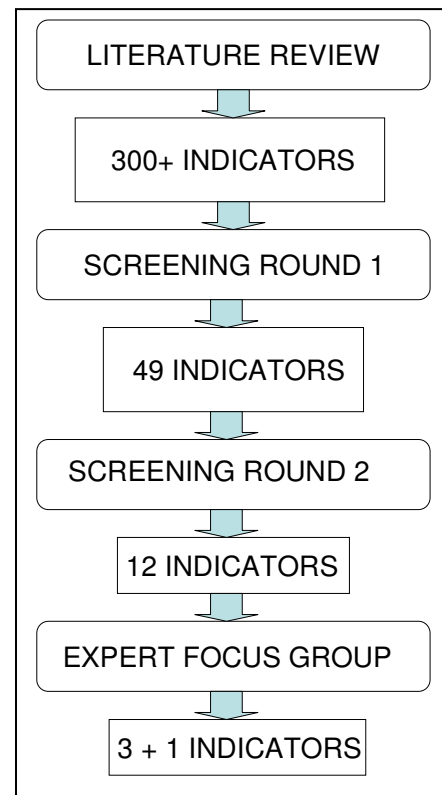 LITERATURE REVIEW
300+ INDICATORS
SCREENING ROUND 1
49 INDICATORS
SCREENING ROUND 2
12 INDICATORS
EXPERT FOCUS GROUP
3 + 1 INDICATORS